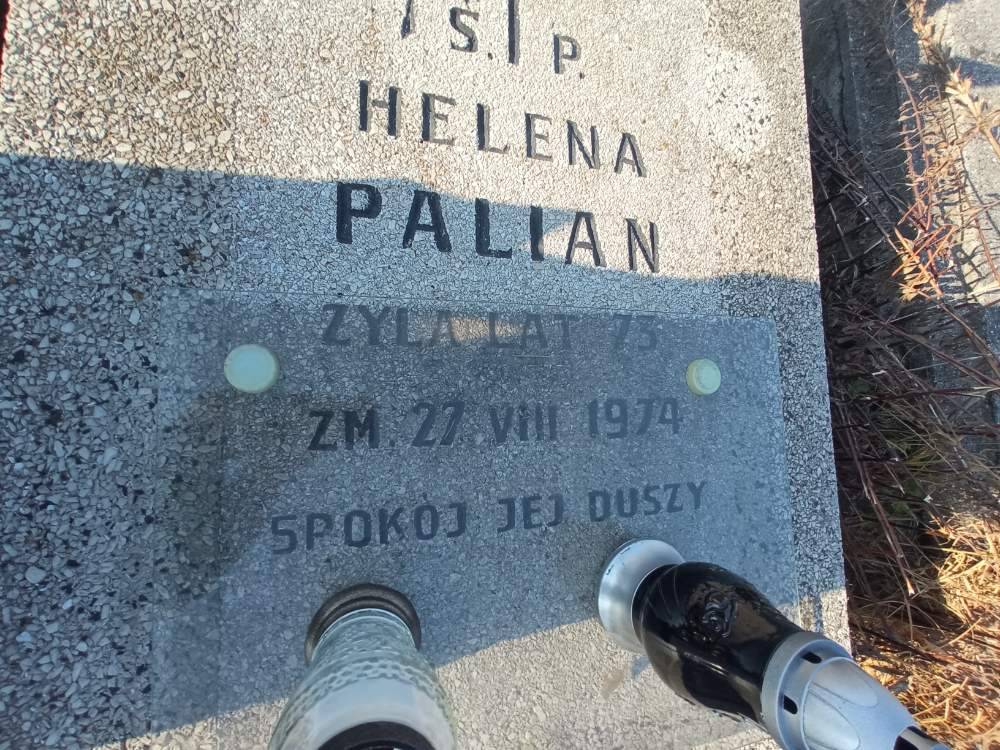 Ś. P.
HELENA
PALIAN
ŻYŁA LAT 73
ZM. 27 VIII 1974
SPOKÓJ JEJ DUSZY